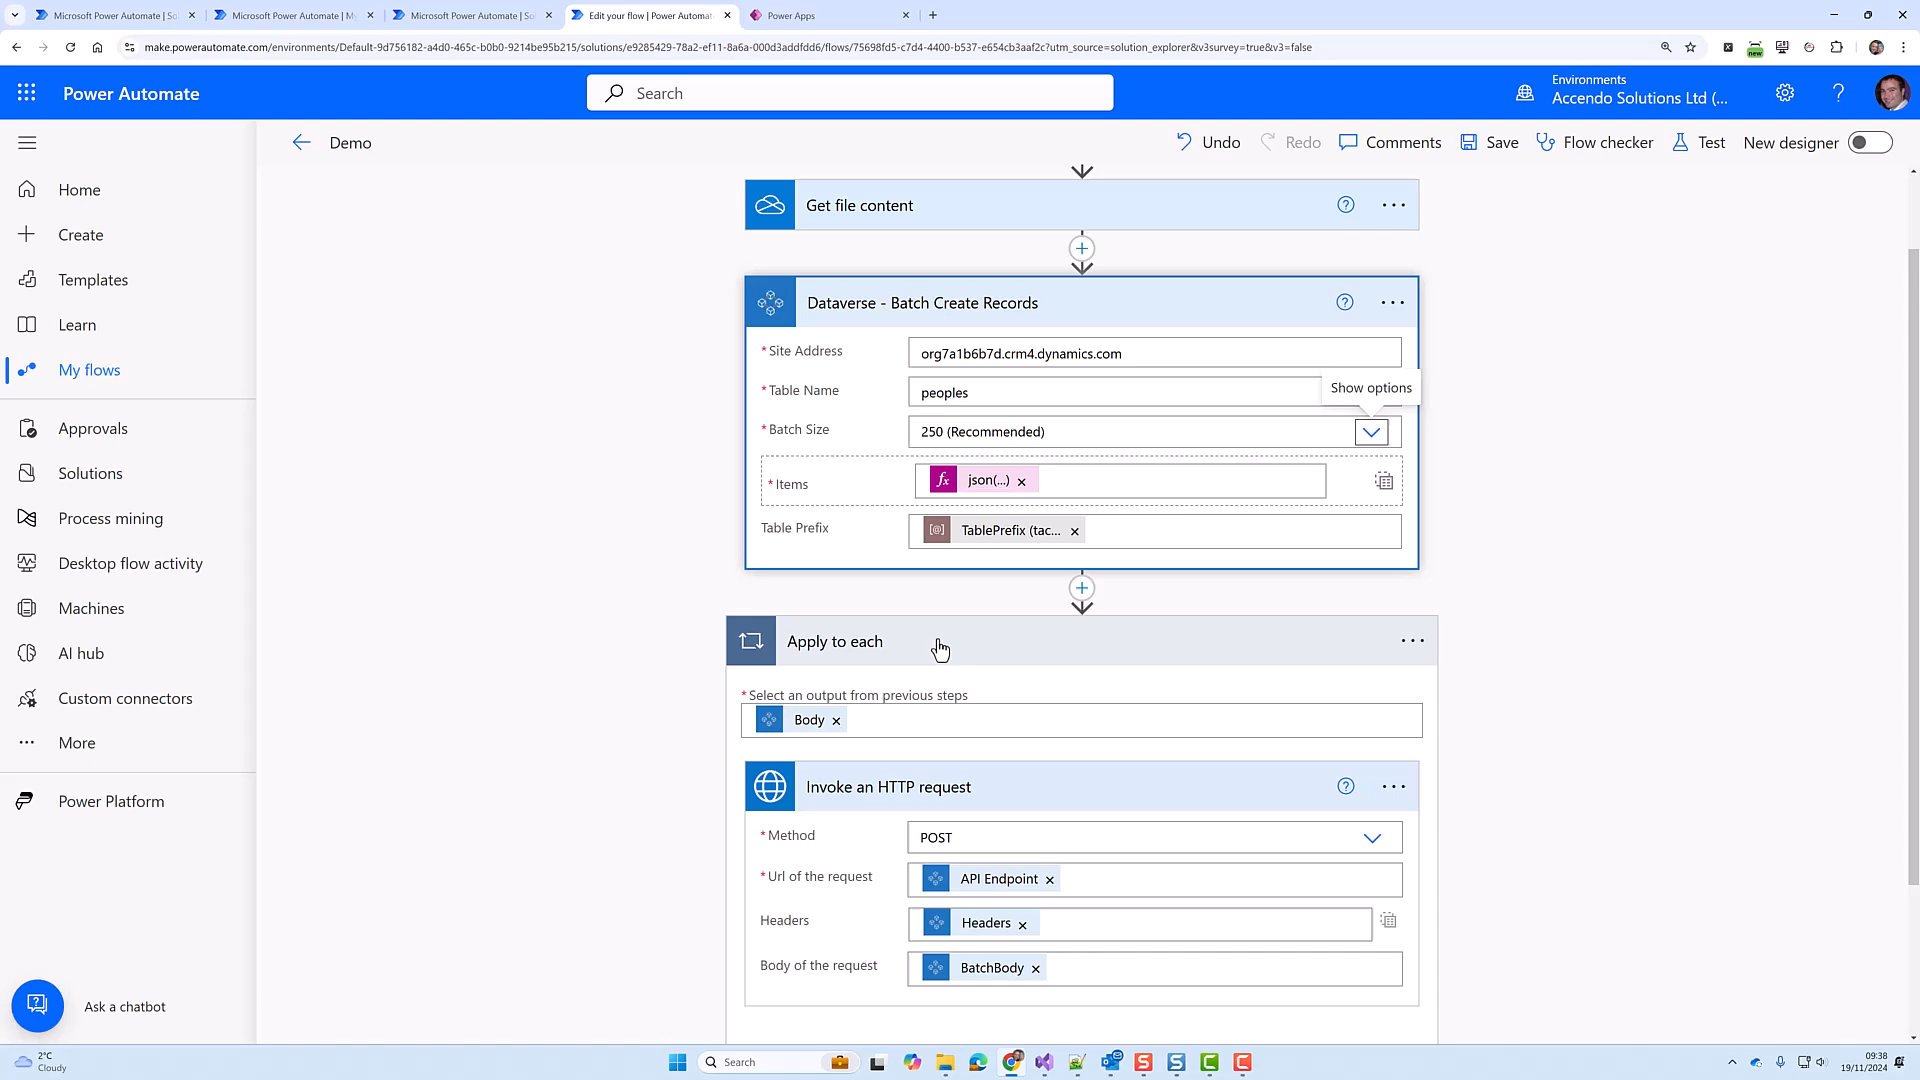 Microsoft Power Automate | So
Microsoft Power Automate | M
Microsoft Power Automate | So
Edit your flow | Power Automat
Power Apps
make.powerautomate.com/environments/Default-9d756182-a4d0-465c-b0b0-9214be95b215/solutions/e9285429-78a2-ef11-8a6a-000d3addfdd6/flows/75698fd5-c7d4-4400-b537-e654cb3aaf2c?utm_source=solution_explorer&v3survey=true&v3=false
new
Power Automate
Search
Environments
Accendo Solutions Ltd (...
Demo
Undo
Redo
Comments
Save
Flow checker
Test
New designer
Home
Create
Templates
Learn
My flows
Approvals
Solutions
Process mining
Desktop flow activity
Machines
AI hub
Custom connectors
More
Power Platform
Ask a chatbot
Get file content
Dataverse - Batch Create Records
* Site Address
org7a1b6b7d.crm4.dynamics.com
* Table Name
peoples
Show options
* Batch Size
250 (Recommended)
* Items
fx json(...)
Table Prefix
[@] TablePrefix (tac...
Apply to each
* Select an output from previous steps
Body
Invoke an HTTP request
* Method
POST
* Url of the request
API Endpoint
Headers
Headers
Body of the request
BatchBody
2°C
Cloudy
Search
09:38
19/11/2024